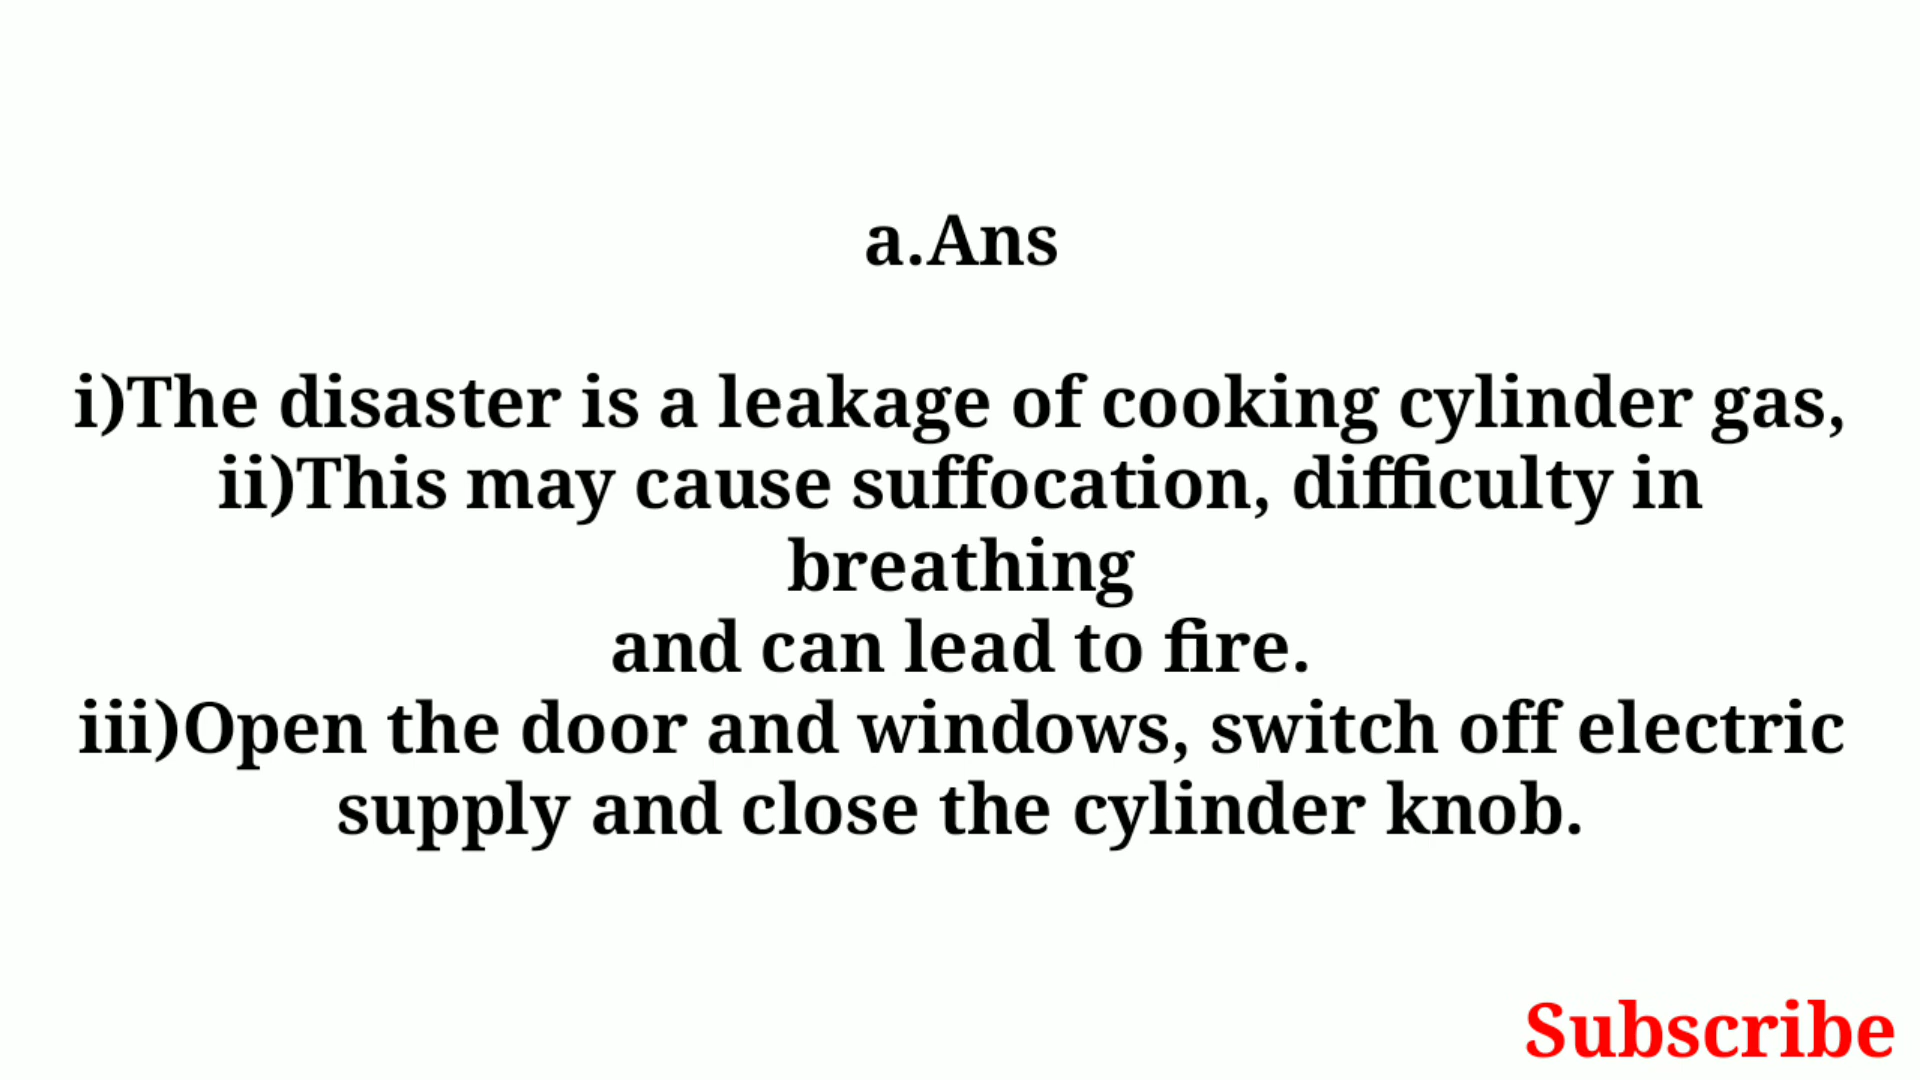 a.Ans
i)The disaster is a leakage of cooking cylinder gas,
ii)This may cause suffocation, difficulty in
breathing
and can lead to fire.
iii)Open the door and windows, switch off electric
supply and close the cylinder knob.
Subscribe